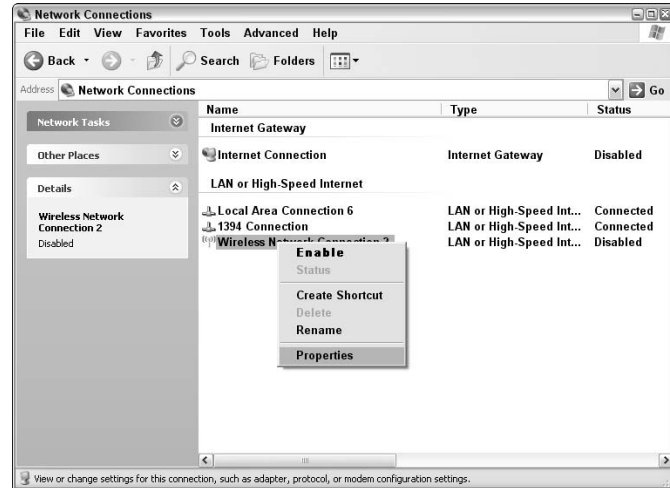 Network Connections
File Edit View Favorites Tools Advanced Help
Back Search Folders
Address Network Connections Go
Network Tasks
Other Places
Details
Wireless Network
Connection 2
Disabled
Name Type Status
Internet Gateway
Internet Connection Internet Gateway Disabled
LAN or High-Speed Internet
Local Area Connection 6 LAN or High-Speed Int... Connected
1394 Connection LAN or High-Speed Int... Connected
Wireless Network Connection 2 LAN or High-Speed Int... Disabled
Enable
Status
Create Shortcut
Delete
Rename
Properties
View or change settings for this connection, such as adapter, protocol, or modem configuration settings.